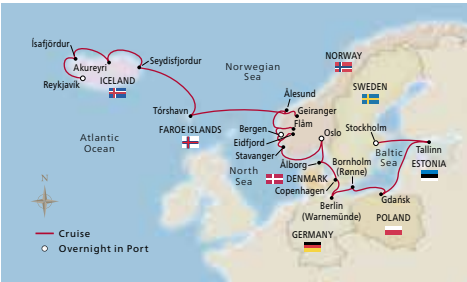 Ísafjördur
Akureyri
ICELAND
Reykjavík
Seydisfjordur
Norwegian
Sea
NORWAY
SWEDEN
Ålesund
Geiranger
Tórshavn
FAROE ISLANDS
Flåm
Bergen
Oslo
Stockholm
Eidfjord
Stavanger
Atlantic
Ocean
Tallinn
ESTONIA
Baltic
Sea
North
Sea
Ålborg
Bornholm
(Rønne)
DENMARK
Copenhagen
Berlin
(Warnemünde)
Gdańsk
POLAND
GERMANY
N
Cruise
Overnight in Port